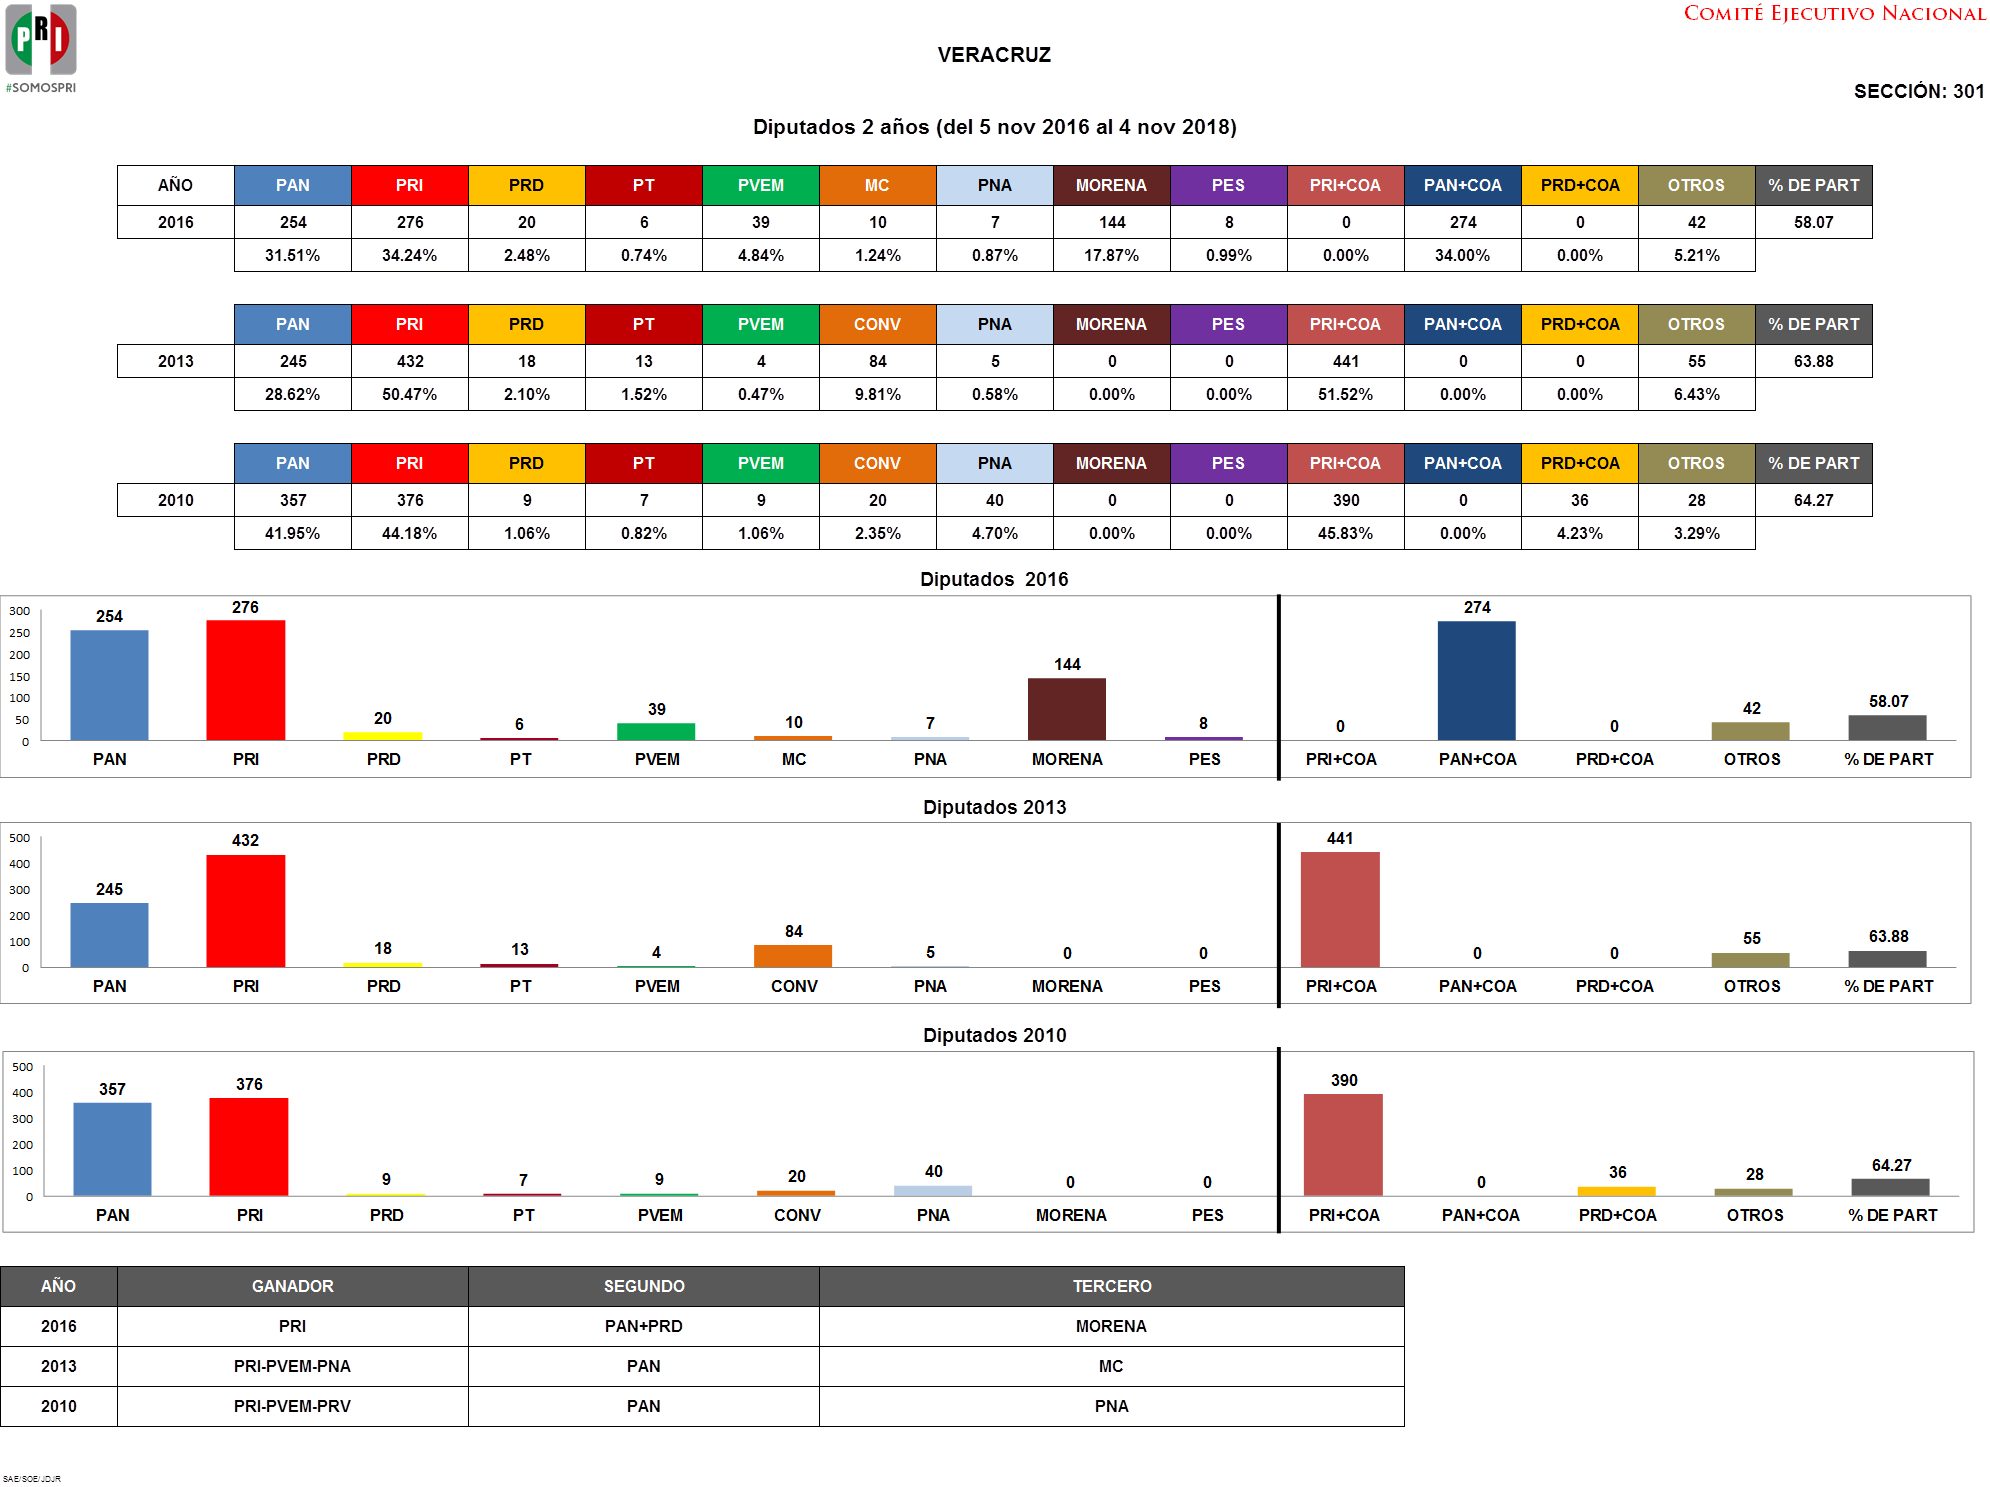 PRI
#SOMOSPRI
COMITÉ EJECUTIVO NACIONAL
VERACRUZ
SECCIÓN: 301
Diputados 2 años (del 5 nov 2016 al 4 nov 2018)
AÑO PAN PRI PRD PT PVEM MC PNA MORENA PES PRI+COA PAN+COA PRD+COA OTROS % DE PART
2016 254 276 20 6 39 10 7 144 8 0 274 0 42 58.07
31.51% 34.24% 2.48% 0.74% 4.84% 1.24% 0.87% 17.87% 0.99% 0.00% 34.00% 0.00% 5.21%
PAN PRI PRD PT PVEM CONV PNA MORENA PES PRI+COA PAN+COA PRD+COA OTROS % DE PART
2013 245 432 18 13 4 84 5 0 0 441 0 0 55 63.88
28.62% 50.47% 2.10% 1.52% 0.47% 9.81% 0.58% 0.00% 0.00% 51.52% 0.00% 0.00% 6.43%
PAN PRI PRD PT PVEM CONV PNA MORENA PES PRI+COA PAN+COA PRD+COA OTROS % DE PART
2010 357 376 9 7 9 20 40 0 0 390 0 36 28 64.27
41.95% 44.18% 1.06% 0.82% 1.06% 2.35% 4.70% 0.00% 0.00% 45.83% 0.00% 4.23% 3.29%
Diputados 2016
300
250
200
150
100
50
0
254 276 20 6 39 10 7 144 8 0 274 0 42 58.07
PAN PRI PRD PT PVEM MC PNA MORENA PES PRI+COA PAN+COA PRD+COA OTROS % DE PART
Diputados 2013
500
400
300
200
100
0
245 432 18 13 4 84 5 0 0 441 0 0 55 63.88
PAN PRI PRD PT PVEM CONV PNA MORENA PES PRI+COA PAN+COA PRD+COA OTROS % DE PART
Diputados 2010
500
400
300
200
100
0
357 376 9 7 9 20 40 0 0 390 0 36 28 64.27
PAN PRI PRD PT PVEM CONV PNA MORENA PES PRI+COA PAN+COA PRD+COA OTROS % DE PART
AÑO GANADOR SEGUNDO TERCERO
2016 PRI PAN+PRD MORENA
2013 PRI-PVEM-PNA PAN MC
2010 PRI-PVEM-PRV PAN PNA
SAE/SOE/JDJR